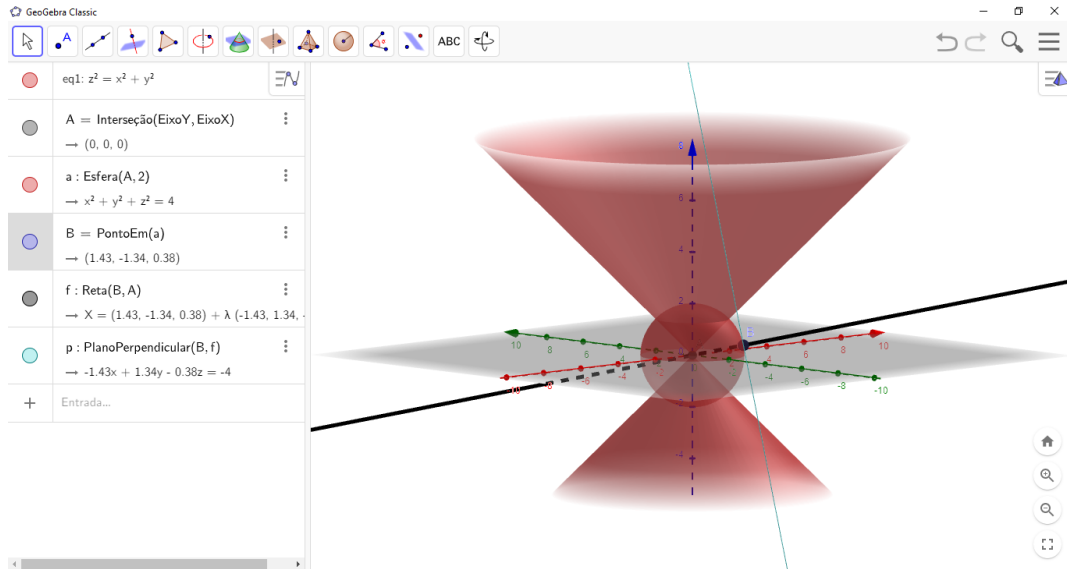 GeoGebra Classic
ABC
eq1: z² = x² + y²
A = Interseção(EixoY, EixoX)
→ (0, 0, 0)
a : Esfera(A, 2)
→ x² + y² + z² = 4
B = PontoEm(a)
→ (1.43, -1.34, 0.38)
f : Reta(B, A)
→ X = (1.43, -1.34, 0.38) + λ (-1.43, 1.34, -
p : PlanoPerpendicular(B, f)
→ -1.43x + 1.34y - 0.38z = -4
Entrada...
8
6
4
2
10 8 6 4 8 10
-10 -8 -6 -4 -2 -4 -6 -8 -10
-4